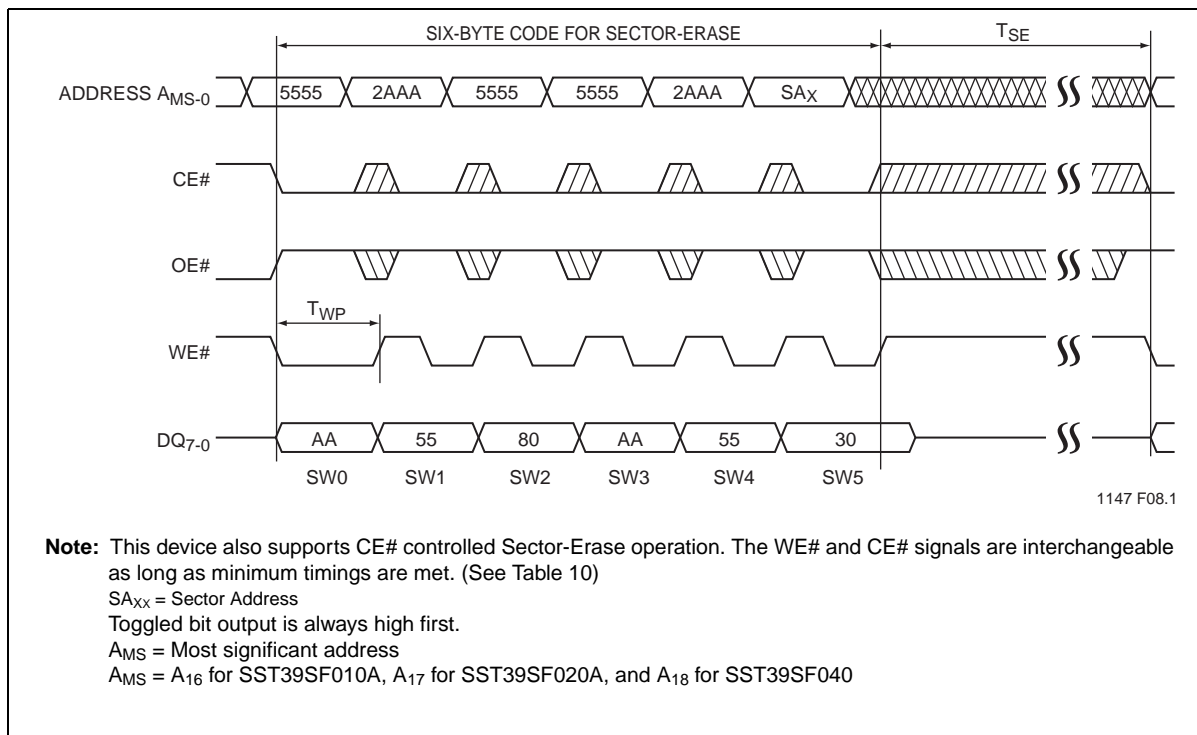 SIX-BYTE CODE FOR SECTOR-ERASE TSE
ADDRESS AMS-0 5555 2AAA 5555 5555 2AAA SAX
CE#
OE#
TWP
WE#
DQ7-0 AA 55 80 AA 55 30
SW0 SW1 SW2 SW3 SW4 SW5
1147 F08.1
Note: This device also supports CE# controlled Sector-Erase operation. The WE# and CE# signals are interchangeable
as long as minimum timings are met. (See Table 10)
SAXX = Sector Address
Toggled bit output is always high first.
AMS = Most significant address
AMS = A16 for SST39SF010A, A17 for SST39SF020A, and A18 for SST39SF040